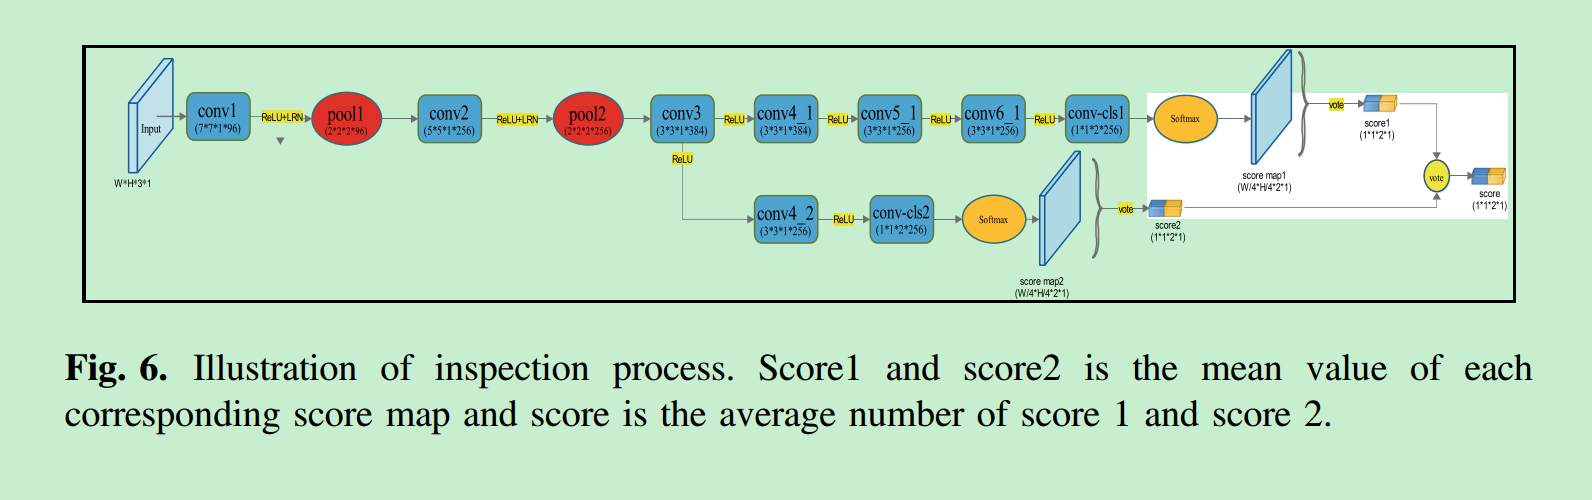 Input
W*H*3*1
conv1
(7*7*1*96)
ReLU+LRN
pool1
(2*2*2*96)
conv2
(5*5*1*256)
ReLU+LRN
pool2
(2*2*2*256)
conv3
(3*3*1*384)
ReLU
conv4_1
(3*3*1*384)
ReLU
conv5_1
(3*3*1*256)
ReLU
conv6_1
(3*3*1*256)
ReLU
conv-cls1
(1*1*2*256)
Softmax
score map1
(W/4*H/4*2*1)
vote
score1
(1*1*2*1)
vote
score
(1*1*2*1)
ReLU
conv4_2
(3*3*1*256)
ReLU
conv-cls2
(1*1*2*256)
Softmax
score map2
(W/4*H/4*2*1)
vote
score2
(1*1*2*1)
Fig. 6. Illustration of inspection process. Score1 and score2 is the mean value of each
corresponding score map and score is the average number of score 1 and score 2.